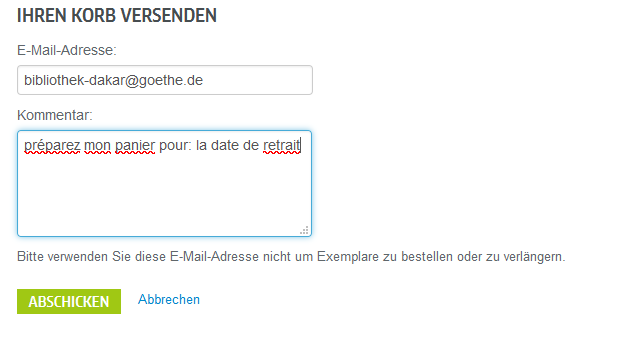 IHREN KORB VERSENDEN
E-Mail-Adresse:
bibliothek-dakar@goethe.de
Kommentar:
préparez mon panier pour: la date de retrait
Bitte verwenden Sie diese E-Mail-Adresse nicht um Exemplare zu bestellen oder zu verlängern.
ABSCHICKEN Abbrechen